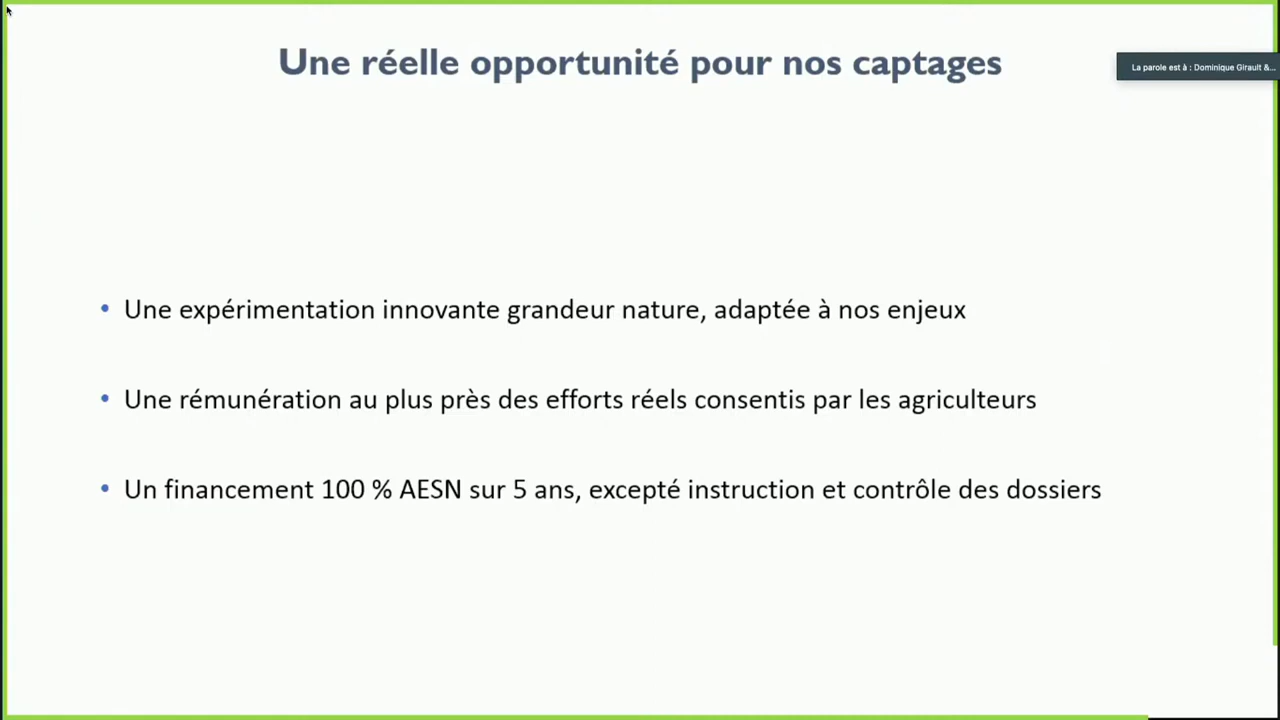 Une réelle opportunité pour nos captages
La parole est à : Dominique Girault &...
• Une expérimentation innovante grandeur nature, adaptée à nos enjeux
• Une rémunération au plus près des efforts réels consentis par les agriculteurs
• Un financement 100 % AESN sur 5 ans, excepté instruction et contrôle des dossiers